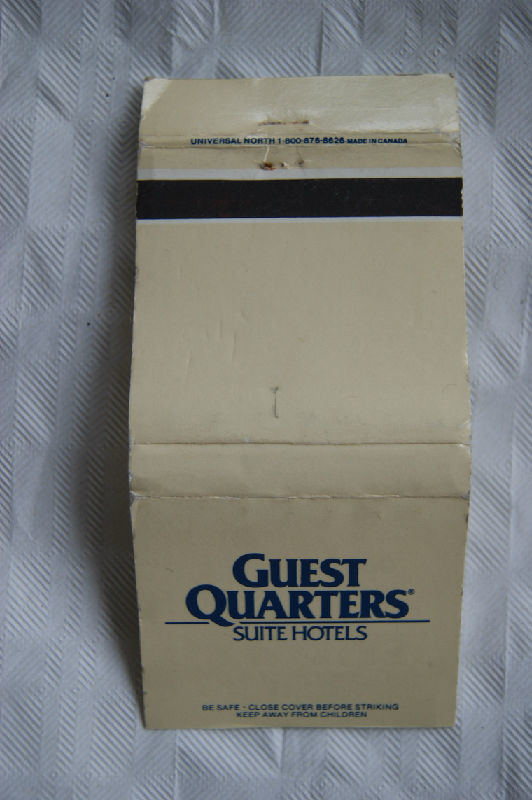 UNIVERSAL NORTH 1-800-876-8626 MADE IN CANADA
GUEST
QUARTERS®
SUITE HOTELS
BE SAFE - CLOSE COVER BEFORE STRIKING
KEEP AWAY FROM CHILDREN